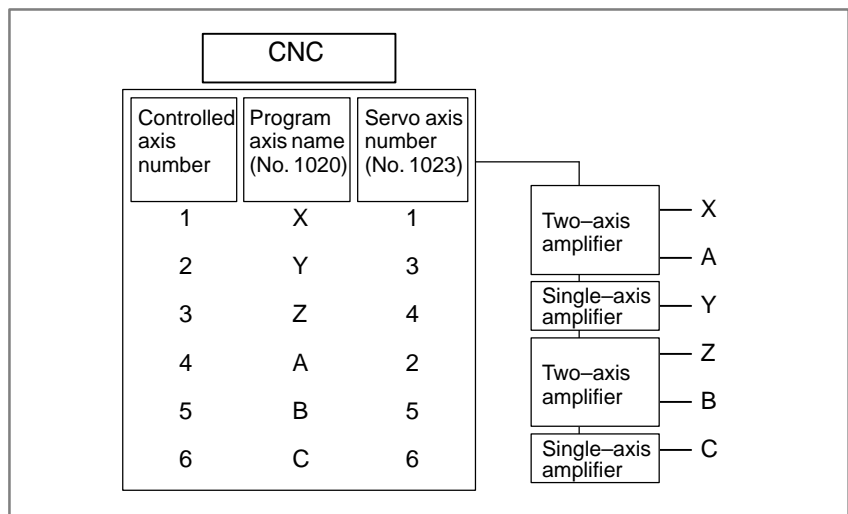 CNC
Controlled
axis
number
Program
axis name
(No. 1020)
Servo axis
number
(No. 1023)
1 X 1
2 Y 3
3 Z 4
4 A 2
5 B 5
6 C 6
Two–axis
amplifier
X
A
Single–axis
amplifier
Y
Two–axis
amplifier
Z
B
Single–axis
amplifier
C